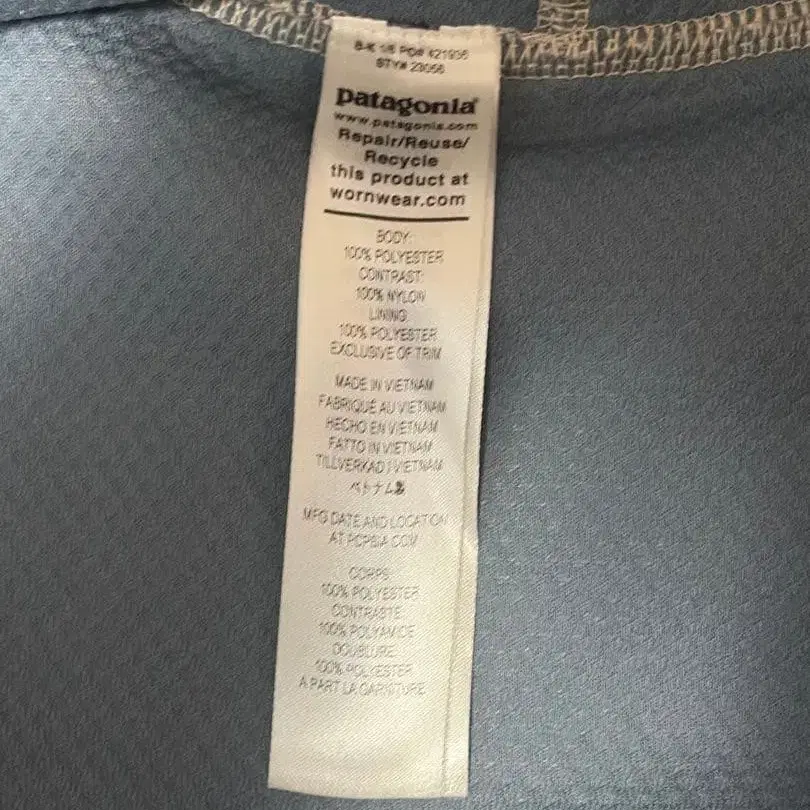 B-K 1/6 PO# 421936
STY# 23056
patagonia®
www.patagonia.com
Repair/Reuse/
Recycle
this product at
wornwear.com
BODY:
100% POLYESTER
CONTRAST:
100% NYLON
LINING:
100% POLYESTER
EXCLUSIVE OF TRIM
MADE IN VIETNAM
FABRIQUÉ AU VIETNAM
HECHO EN VIETNAM
FATTO IN VIETNAM
TILLVERKAD I VIETNAM
ベトナム製
MFG DATE AND LOCATION
AT PCPSIA.COM
CORPS:
100% POLYESTER
CONTRASTE:
100% POLYAMIDE
DOUBLURE:
100% POLYESTER
A PART LA GARNITURE